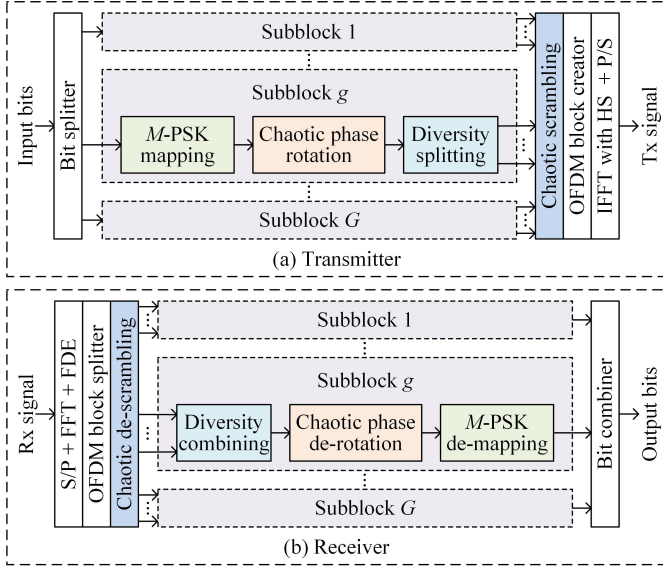 Input bits
Bit splitter
Subblock 1
Subblock g
M-PSK
mapping
Chaotic phase
rotation
Diversity
splitting
Subblock G
Chaotic scrambling
OFDM block creator
IFFT with HS + P/S
Tx signal
(a) Transmitter
Rx signal
S/P + FFT + FDE
OFDM block splitter
Chaotic de-scrambling
Subblock 1
Subblock g
Diversity
combining
Chaotic phase
de-rotation
M-PSK
de-mapping
Subblock G
Bit combiner
Output bits
(b) Receiver